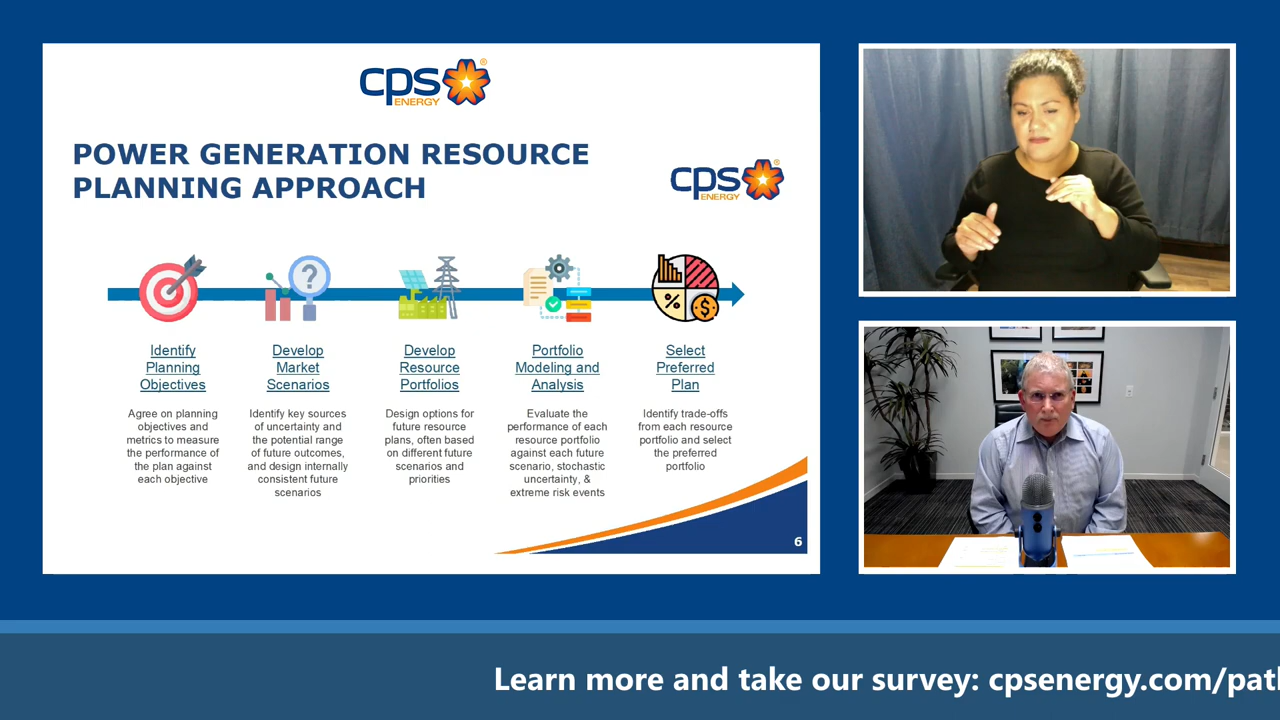 cps
ENERGY
POWER GENERATION RESOURCE
PLANNING APPROACH
cps
ENERGY
?
%
$
Identify
Planning
Objectives
Agree on planning
objectives and
metrics to measure
the performance of
the plan against
each objective
Develop
Market
Scenarios
Identify key sources
of uncertainty and
the potential range
of future outcomes,
and design internally
consistent future
scenarios
Develop
Resource
Portfolios
Design options for
future resource
plans, often based
on different future
scenarios and
priorities
Portfolio
Modeling and
Analysis
Evaluate the
performance of each
resource portfolio
against each future
scenario, stochastic
uncertainty, &
extreme risk events
Select
Preferred
Plan
Identify trade-offs
from each resource
portfolio and select
the preferred
portfolio
6
Learn more and take our survey: cpsenergy.com/pat